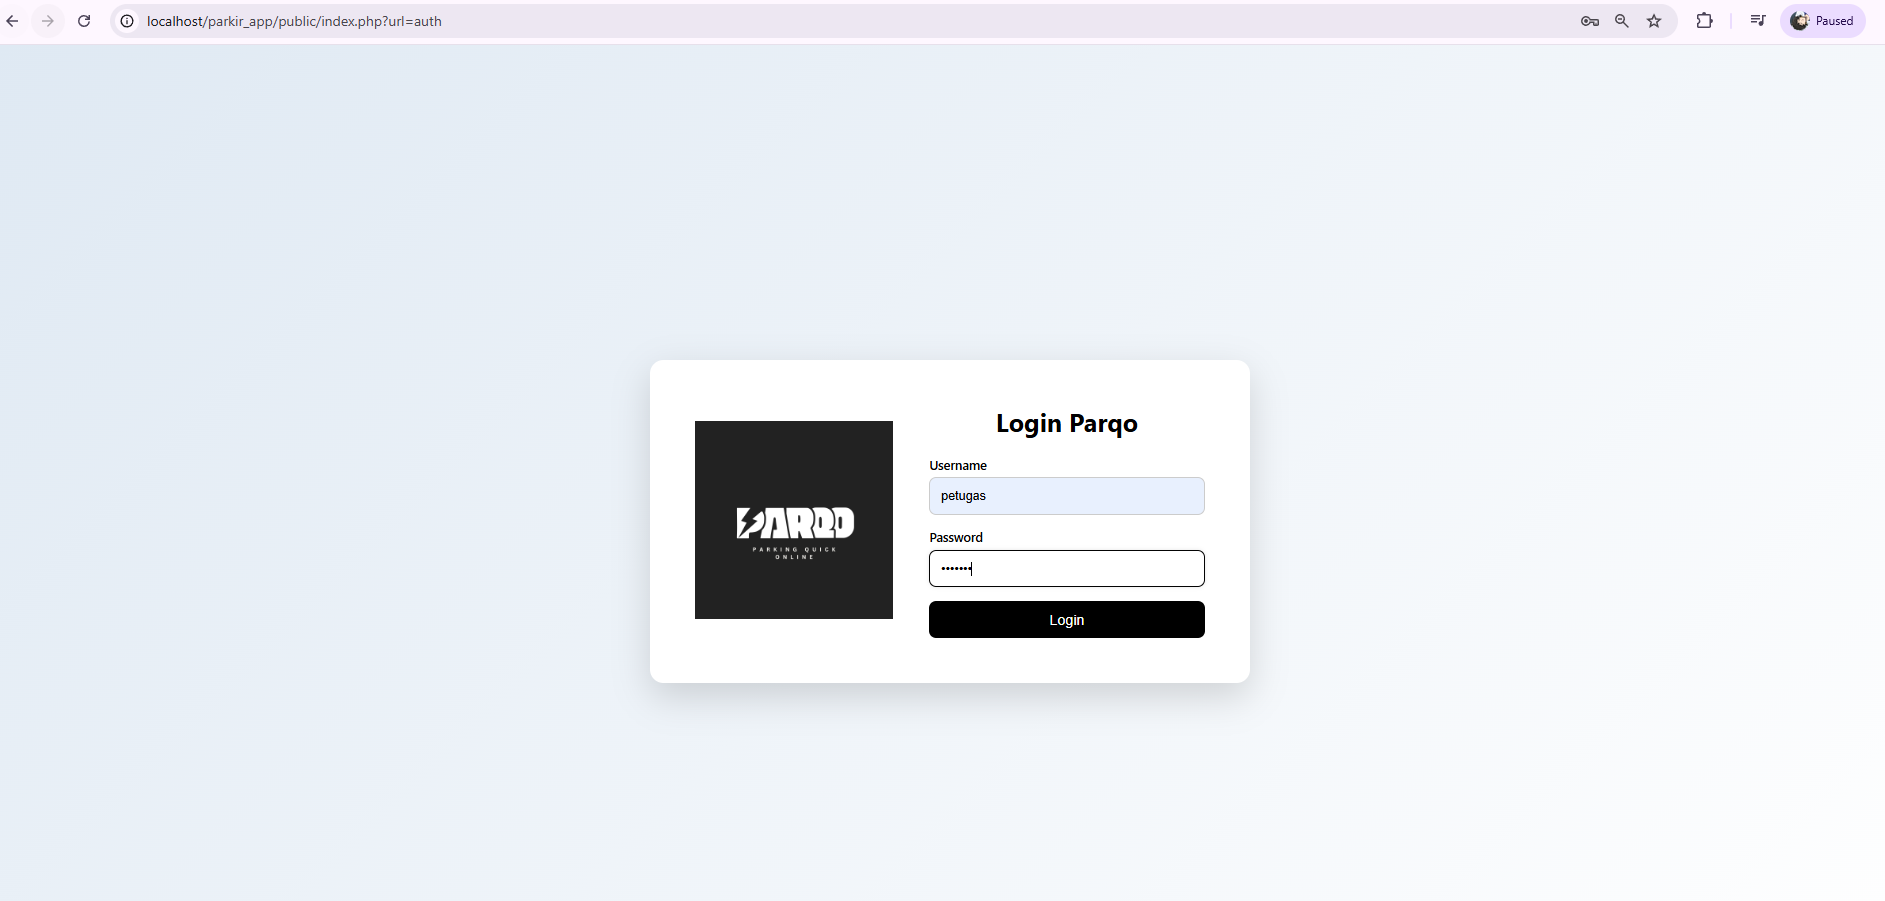 localhost/parkir_app/public/index.php?url=auth
Paused
PARQO
PARKING QUICK
ONLINE
Login Parqo
Username
petugas
Password
•••••••
Login